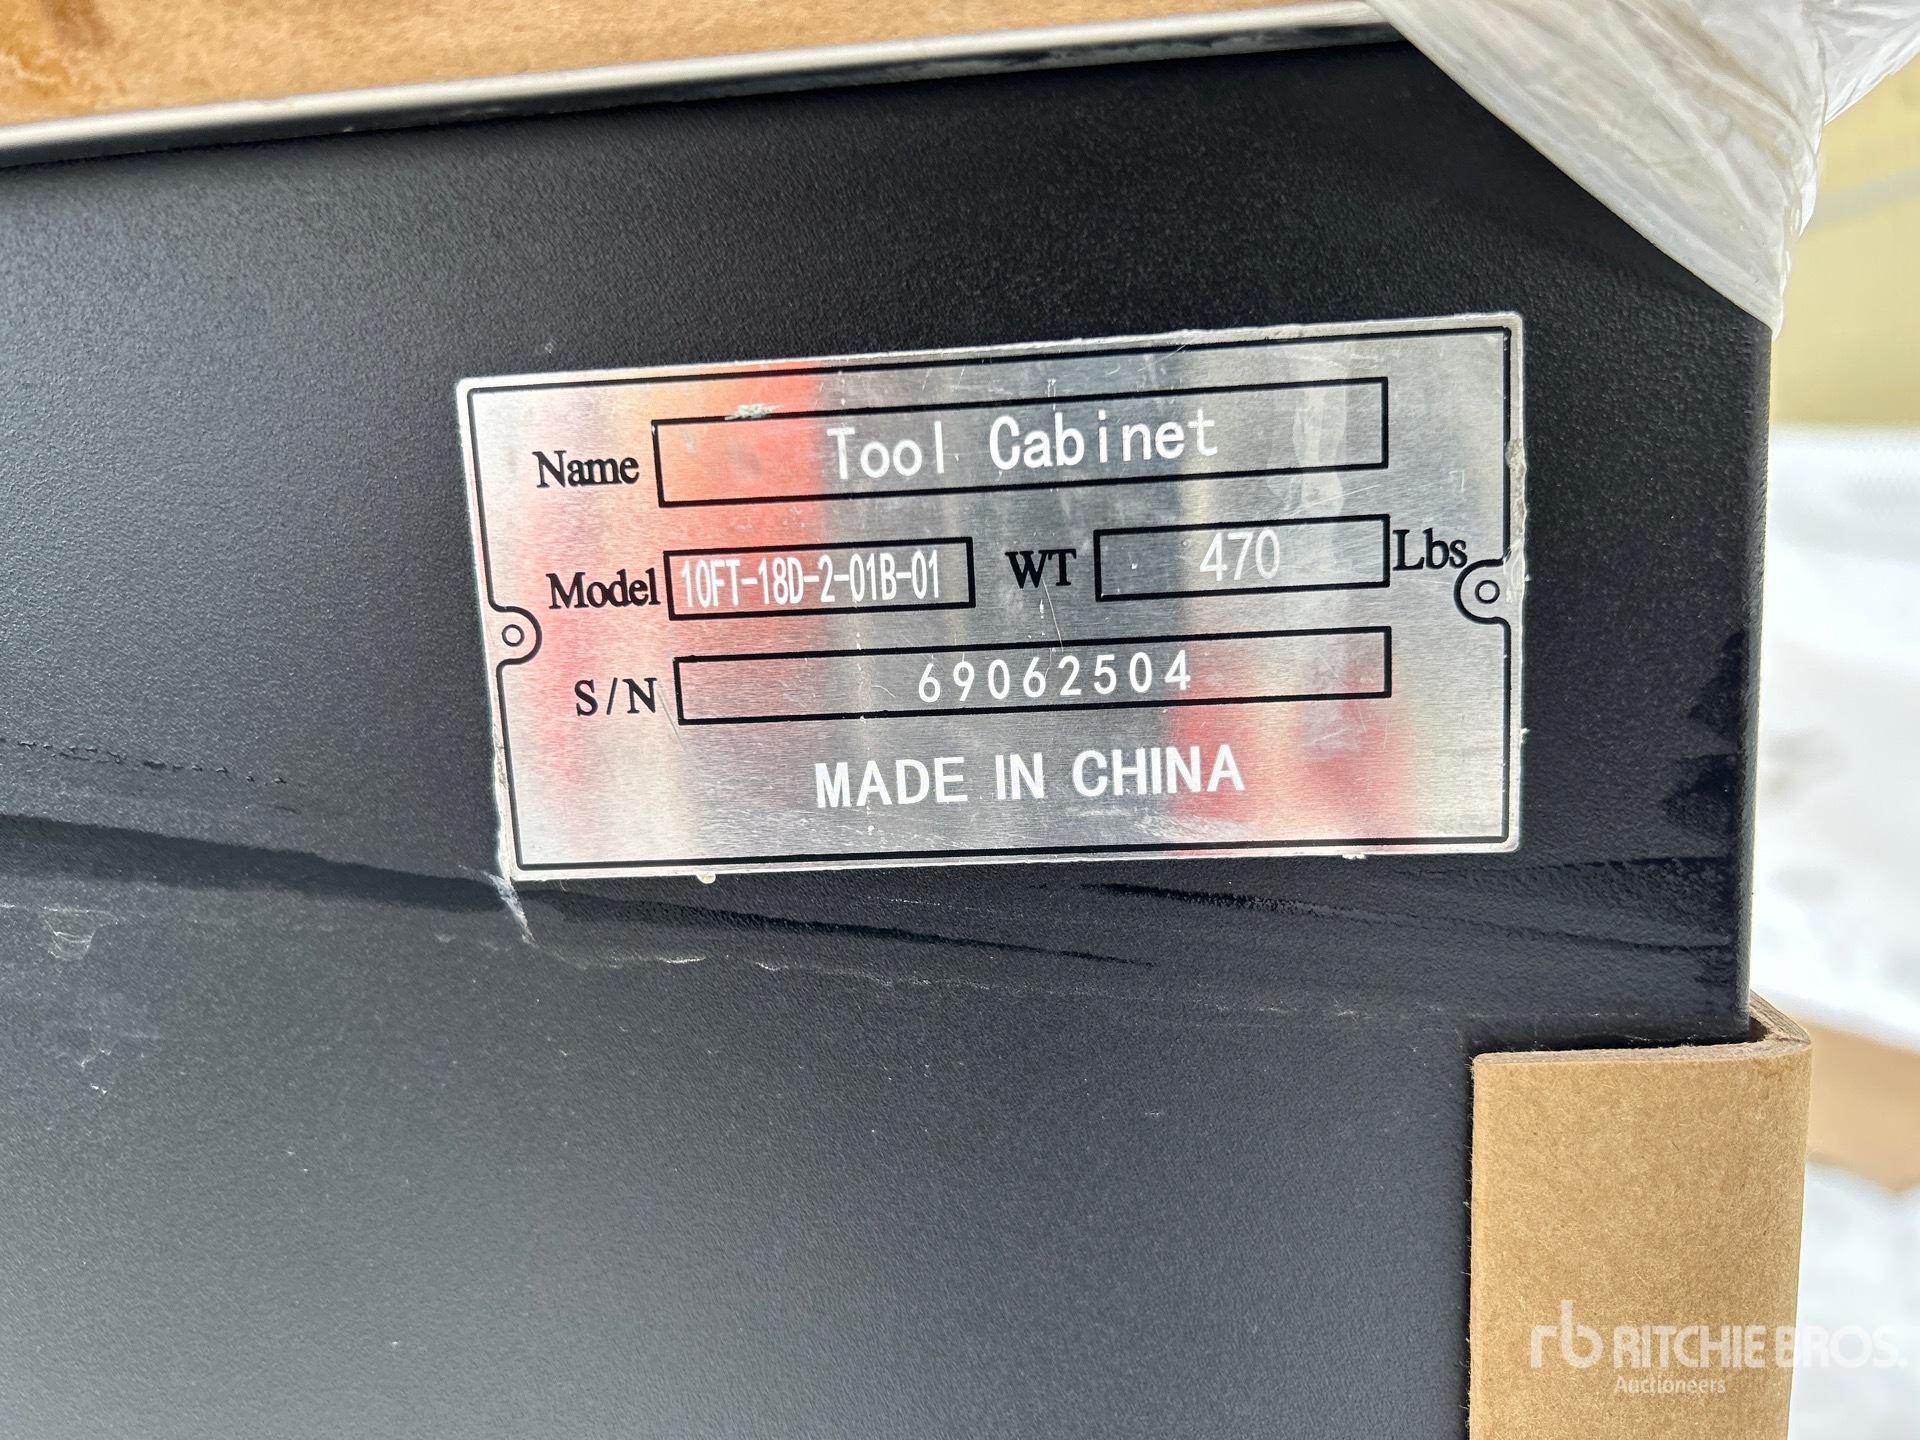 Name Tool Cabinet
Model 10FT-18D-2-01B-01 WT 470 Lbs
S/N 69062504
MADE IN CHINA
rb RITCHIE BROS.
Auctioneers